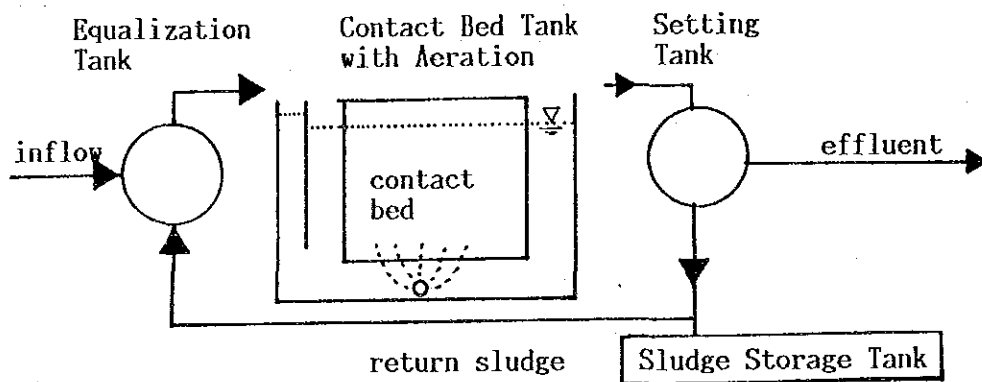 Equalization
Tank
Contact Bed Tank
with Aeration
Setting
Tank
inflow
contact
bed
effluent
return sludge
Sludge Storage Tank